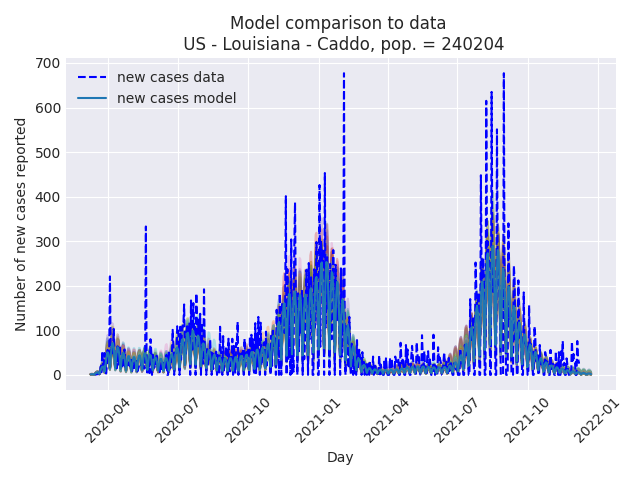 Model comparison to data
US - Louisiana - Caddo, pop. = 240204
new cases data
new cases model
Number of new cases reported
700
600
500
400
300
200
100
0
2020-04
2020-07
2020-10
2021-01
2021-04
2021-07
2021-10
2022-01
Day